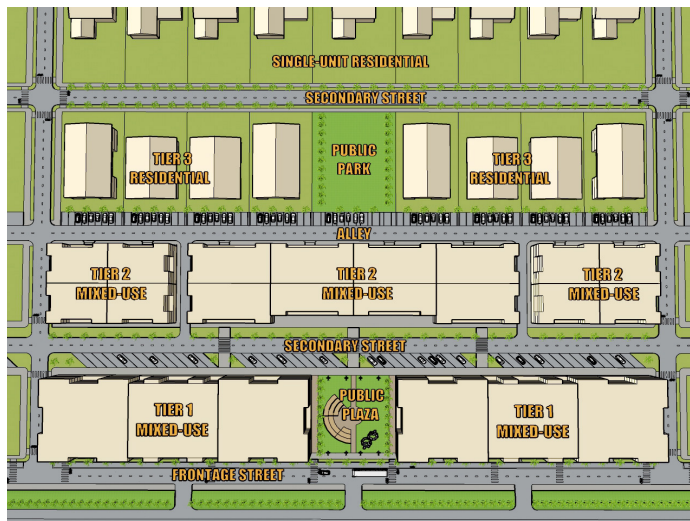 SINGLE-UNIT RESIDENTIAL
SECONDARY STREET
TIER 3
RESIDENTIAL
PUBLIC
PARK
TIER 3
RESIDENTIAL
ALLEY
TIER 2
MIXED-USE
TIER 2
MIXED-USE
TIER 2
MIXED-USE
SECONDARY STREET
TIER 1
MIXED-USE
PUBLIC
PLAZA
TIER 1
MIXED-USE
FRONTAGE STREET